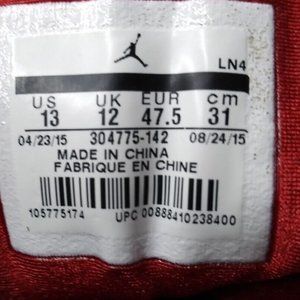 LN4
US UK EUR cm
13 12 47.5 31
04/23/15 304775-142 08/24/15
MADE IN CHINA
FABRIQUE EN CHINE
105775174 UPC 00888410238400